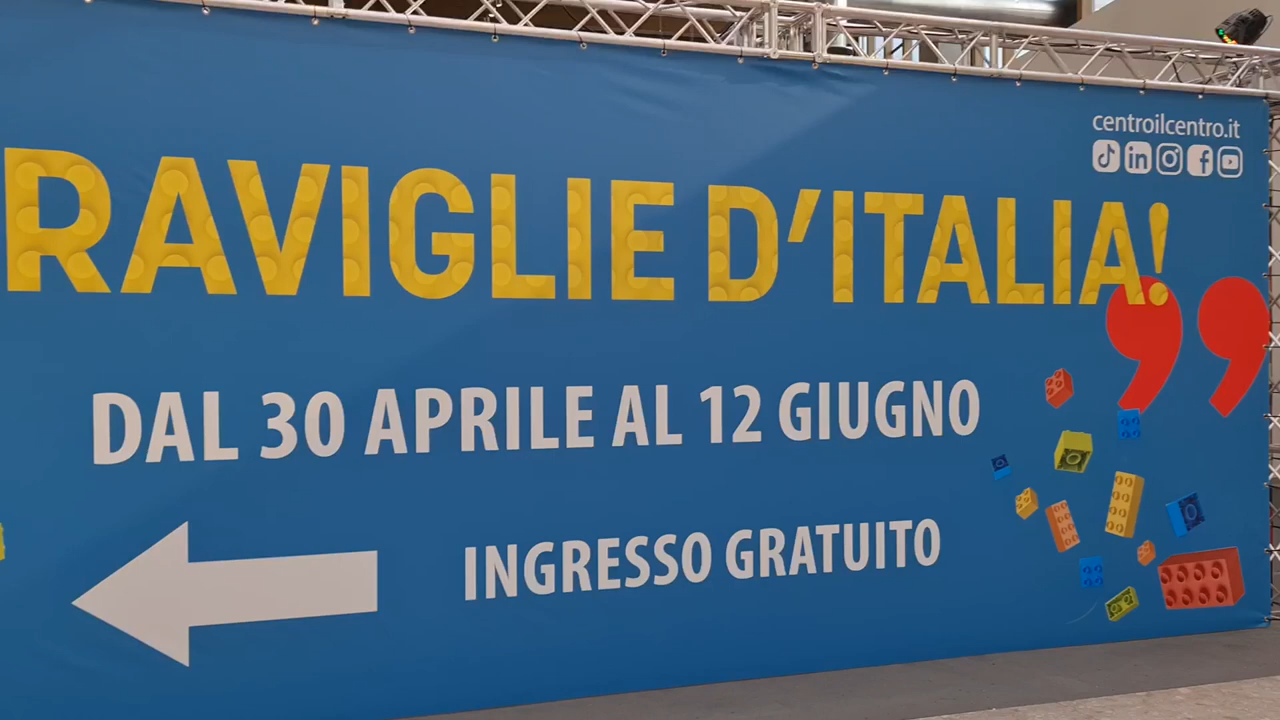 centroilcentro.it
RAVIGLIE D'ITALIA!
DAL 30 APRILE AL 12 GIUGNO
INGRESSO GRATUITO